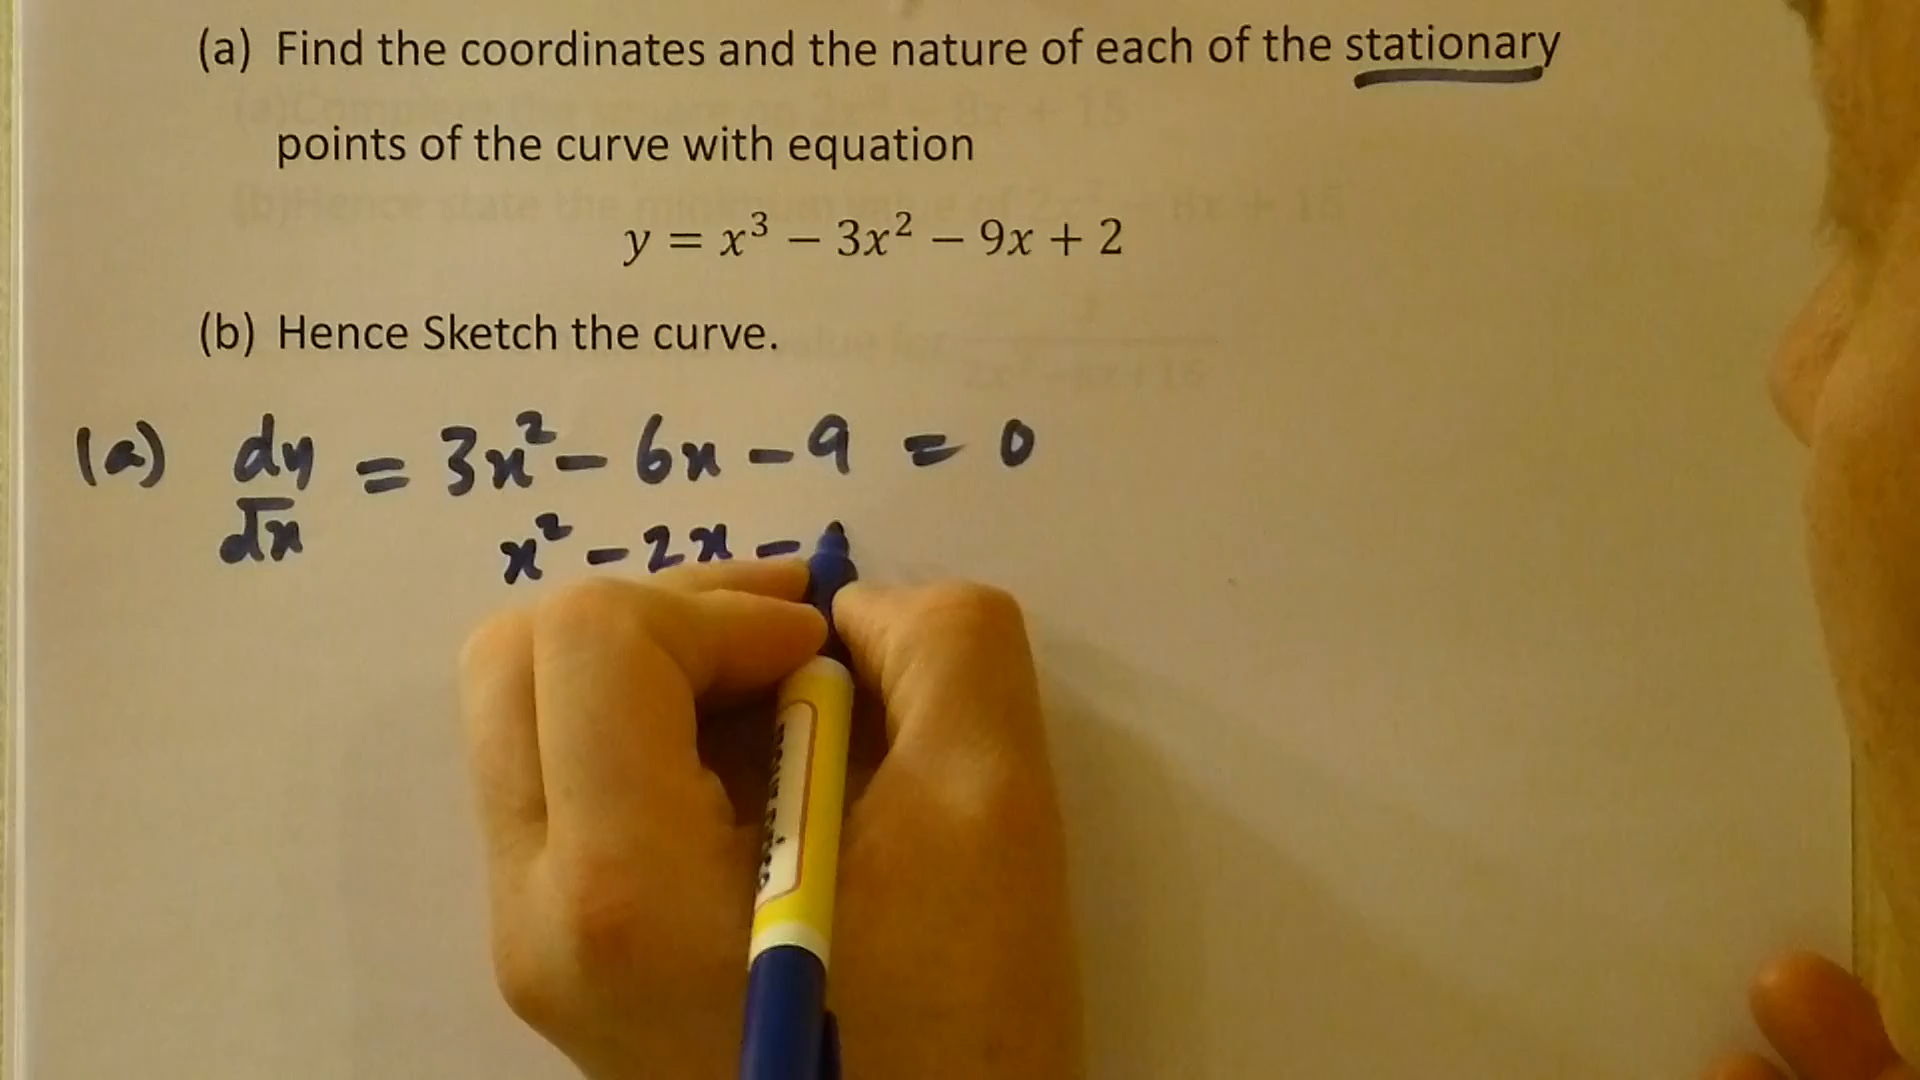 (a) Find the coordinates and the nature of each of the stationary
points of the curve with equation
y = x³ − 3x² − 9x + 2
(b) Hence Sketch the curve.
(a) dy/dx = 3x² − 6x − 9 = 0
x² − 2x −